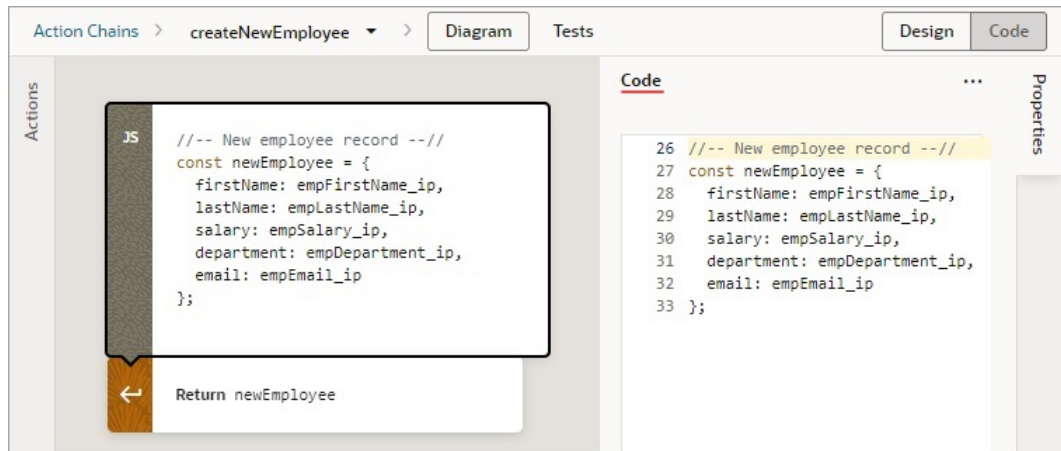 Action Chains > createNewEmployee > Diagram Tests Design Code
Actions
JS
//-- New employee record --//
const newEmployee = {
firstName: empFirstName_ip,
lastName: empLastName_ip,
salary: empSalary_ip,
department: empDepartment_ip,
email: empEmail_ip
};
Return newEmployee
Code ...
26 //-- New employee record --//
27 const newEmployee = {
28 firstName: empFirstName_ip,
29 lastName: empLastName_ip,
30 salary: empSalary_ip,
31 department: empDepartment_ip,
32 email: empEmail_ip
33 };
Properties